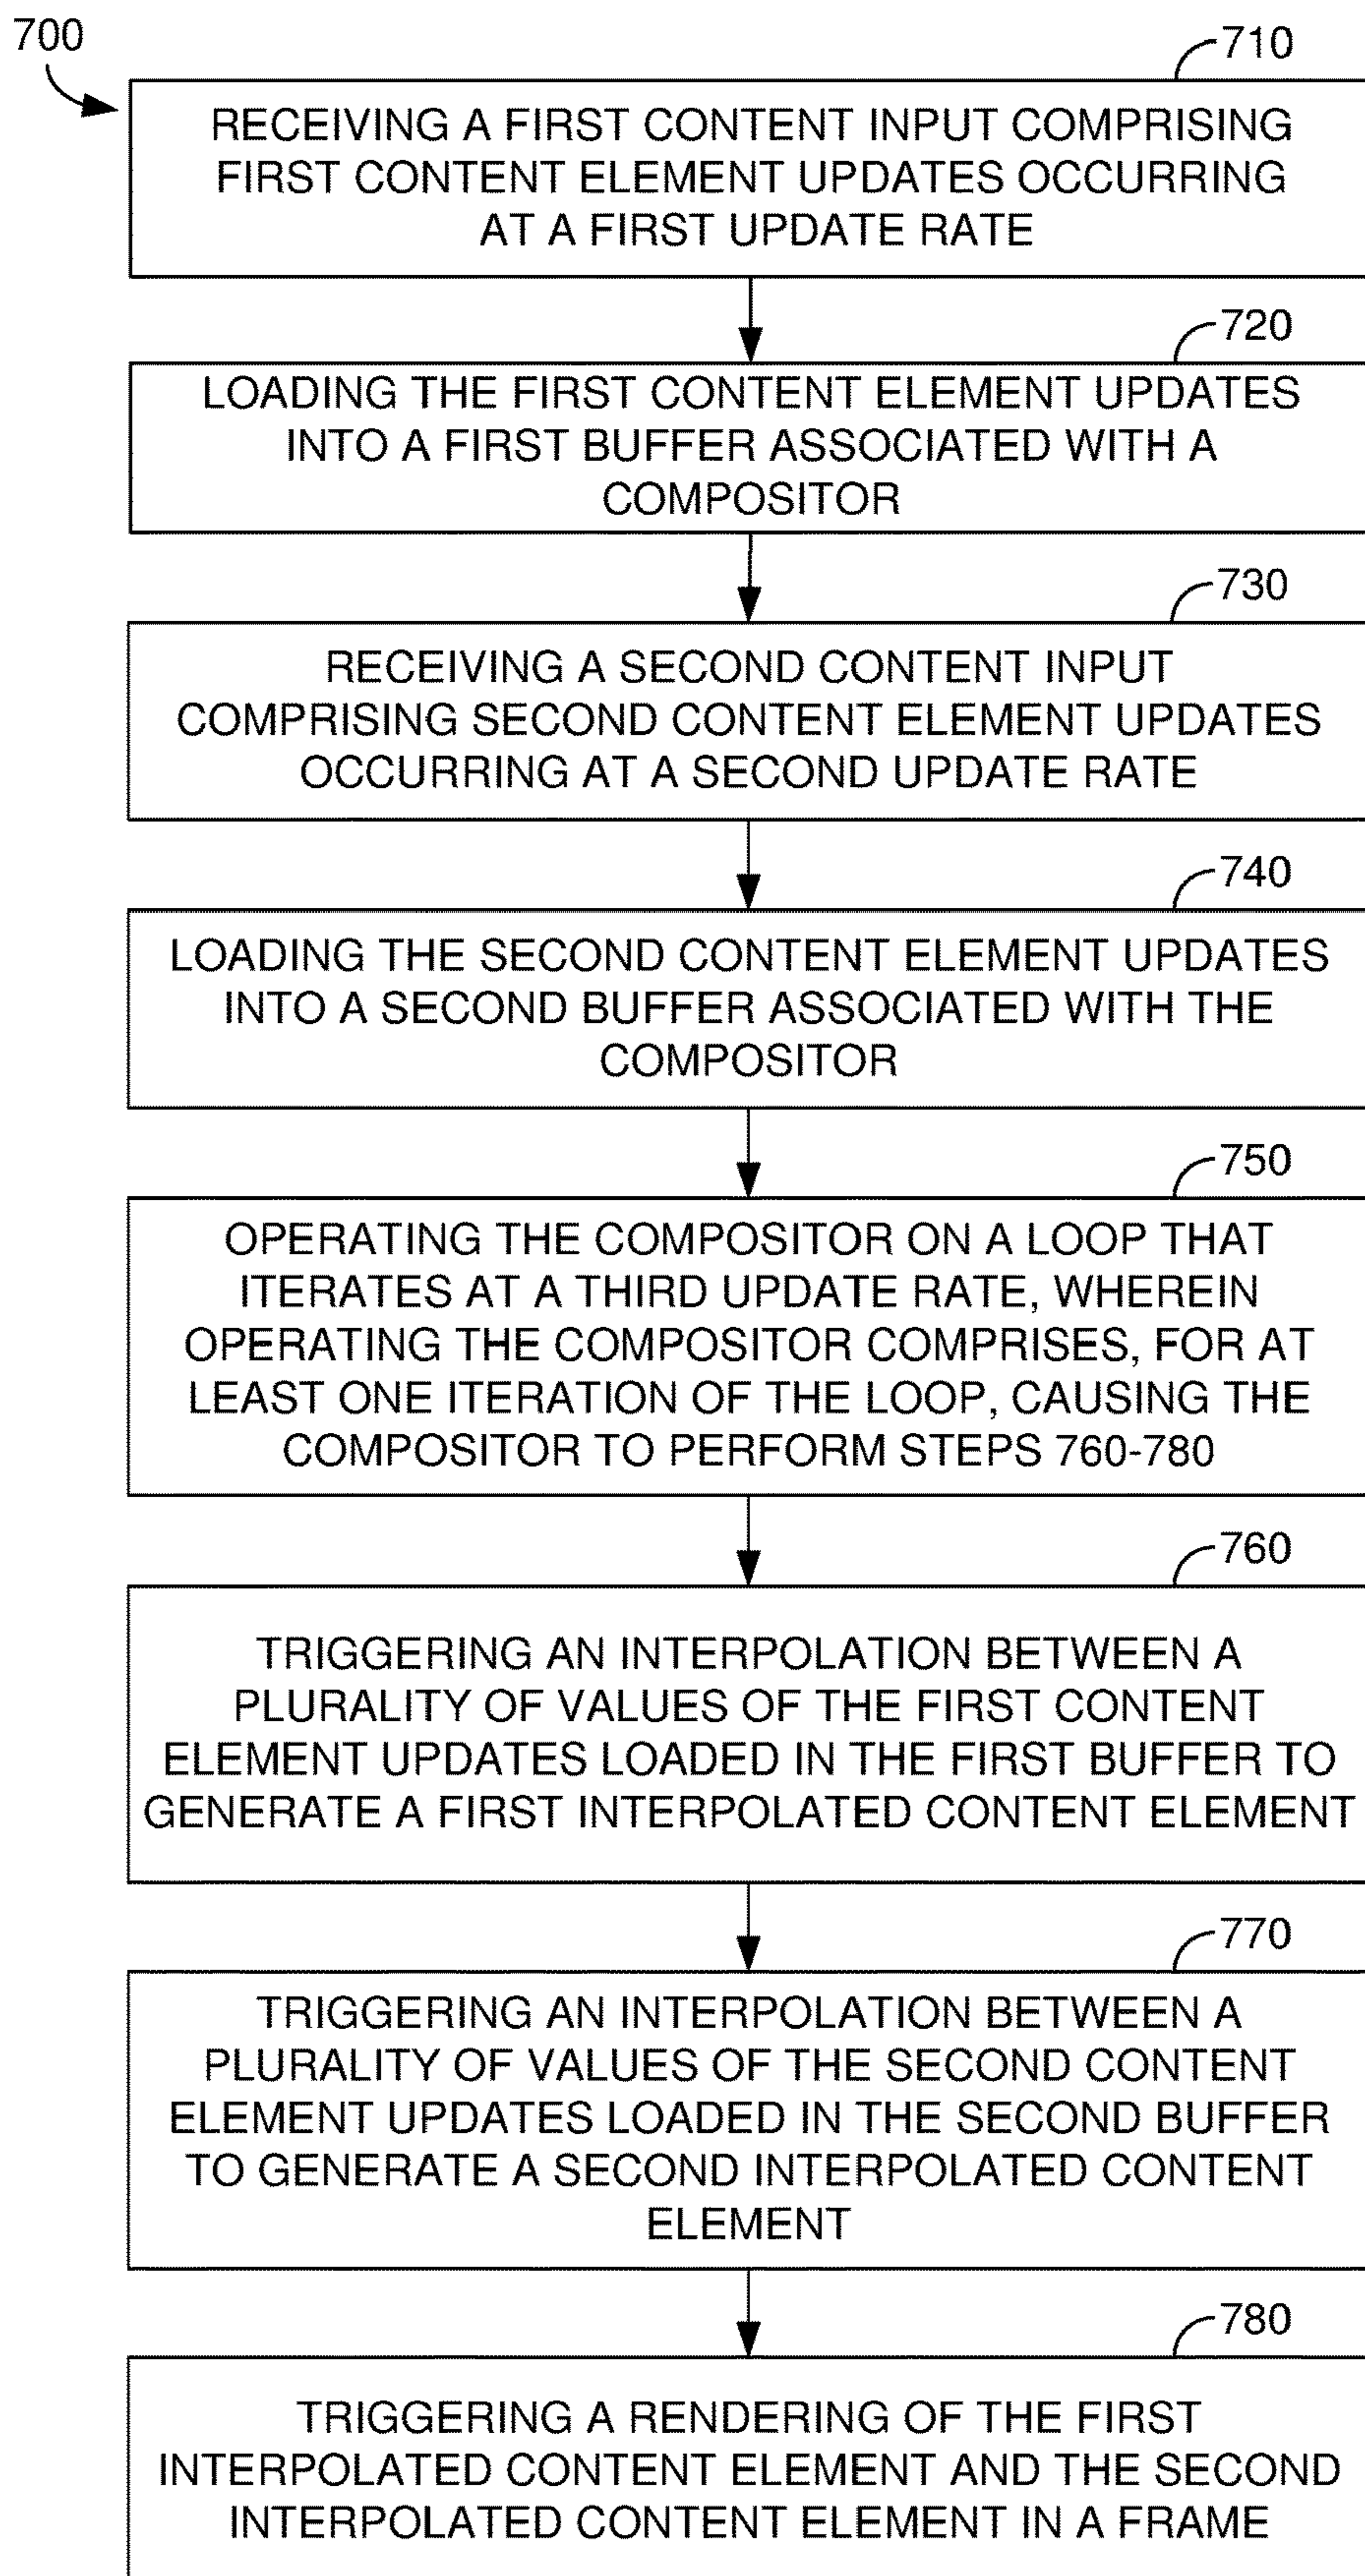 700
710
RECEIVING A FIRST CONTENT INPUT COMPRISING
FIRST CONTENT ELEMENT UPDATES OCCURRING
AT A FIRST UPDATE RATE
720
LOADING THE FIRST CONTENT ELEMENT UPDATES
INTO A FIRST BUFFER ASSOCIATED WITH A
COMPOSITOR
730
RECEIVING A SECOND CONTENT INPUT
COMPRISING SECOND CONTENT ELEMENT UPDATES
OCCURRING AT A SECOND UPDATE RATE
740
LOADING THE SECOND CONTENT ELEMENT UPDATES
INTO A SECOND BUFFER ASSOCIATED WITH THE
COMPOSITOR
750
OPERATING THE COMPOSITOR ON A LOOP THAT
ITERATES AT A THIRD UPDATE RATE, WHEREIN
OPERATING THE COMPOSITOR COMPRISES, FOR AT
LEAST ONE ITERATION OF THE LOOP, CAUSING THE
COMPOSITOR TO PERFORM STEPS 760-780
760
TRIGGERING AN INTERPOLATION BETWEEN A
PLURALITY OF VALUES OF THE FIRST CONTENT
ELEMENT UPDATES LOADED IN THE FIRST BUFFER TO
GENERATE A FIRST INTERPOLATED CONTENT ELEMENT
770
TRIGGERING AN INTERPOLATION BETWEEN A
PLURALITY OF VALUES OF THE SECOND CONTENT
ELEMENT UPDATES LOADED IN THE SECOND BUFFER
TO GENERATE A SECOND INTERPOLATED CONTENT
ELEMENT
780
TRIGGERING A RENDERING OF THE FIRST
INTERPOLATED CONTENT ELEMENT AND THE SECOND
INTERPOLATED CONTENT ELEMENT IN A FRAME